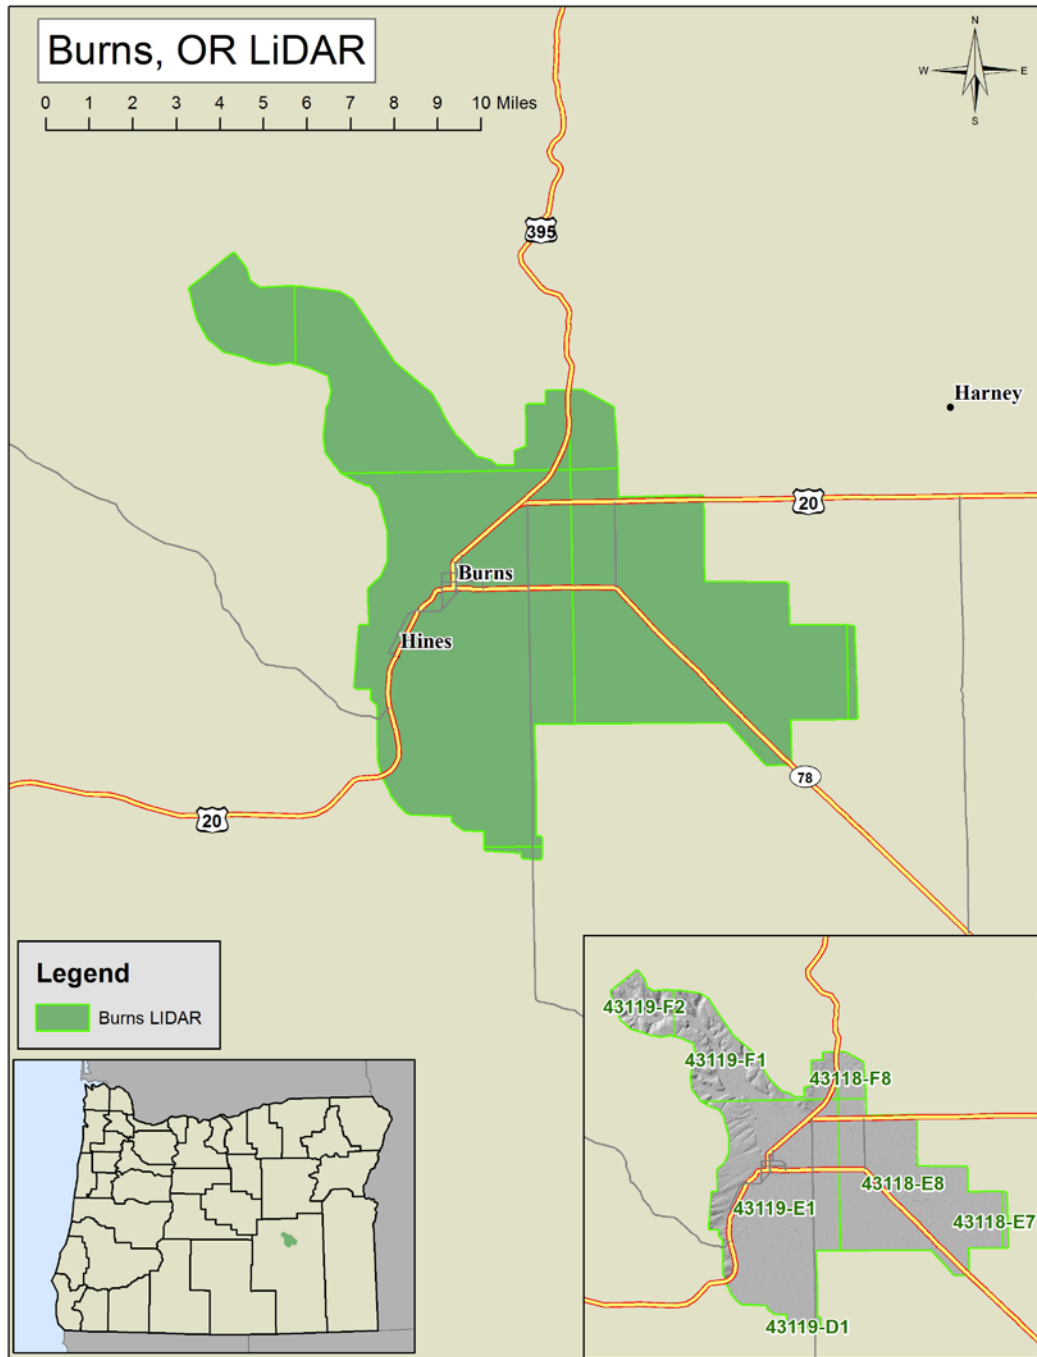 Burns, OR LiDAR
0 1 2 3 4 5 6 7 8 9 10 Miles
N
W E
S
395
Harney
20
Burns
Hines
78
20
Legend
Burns LIDAR
43119-F2
43119-F1
43118-F8
43118-E8
43119-E1
43118-E7
43119-D1